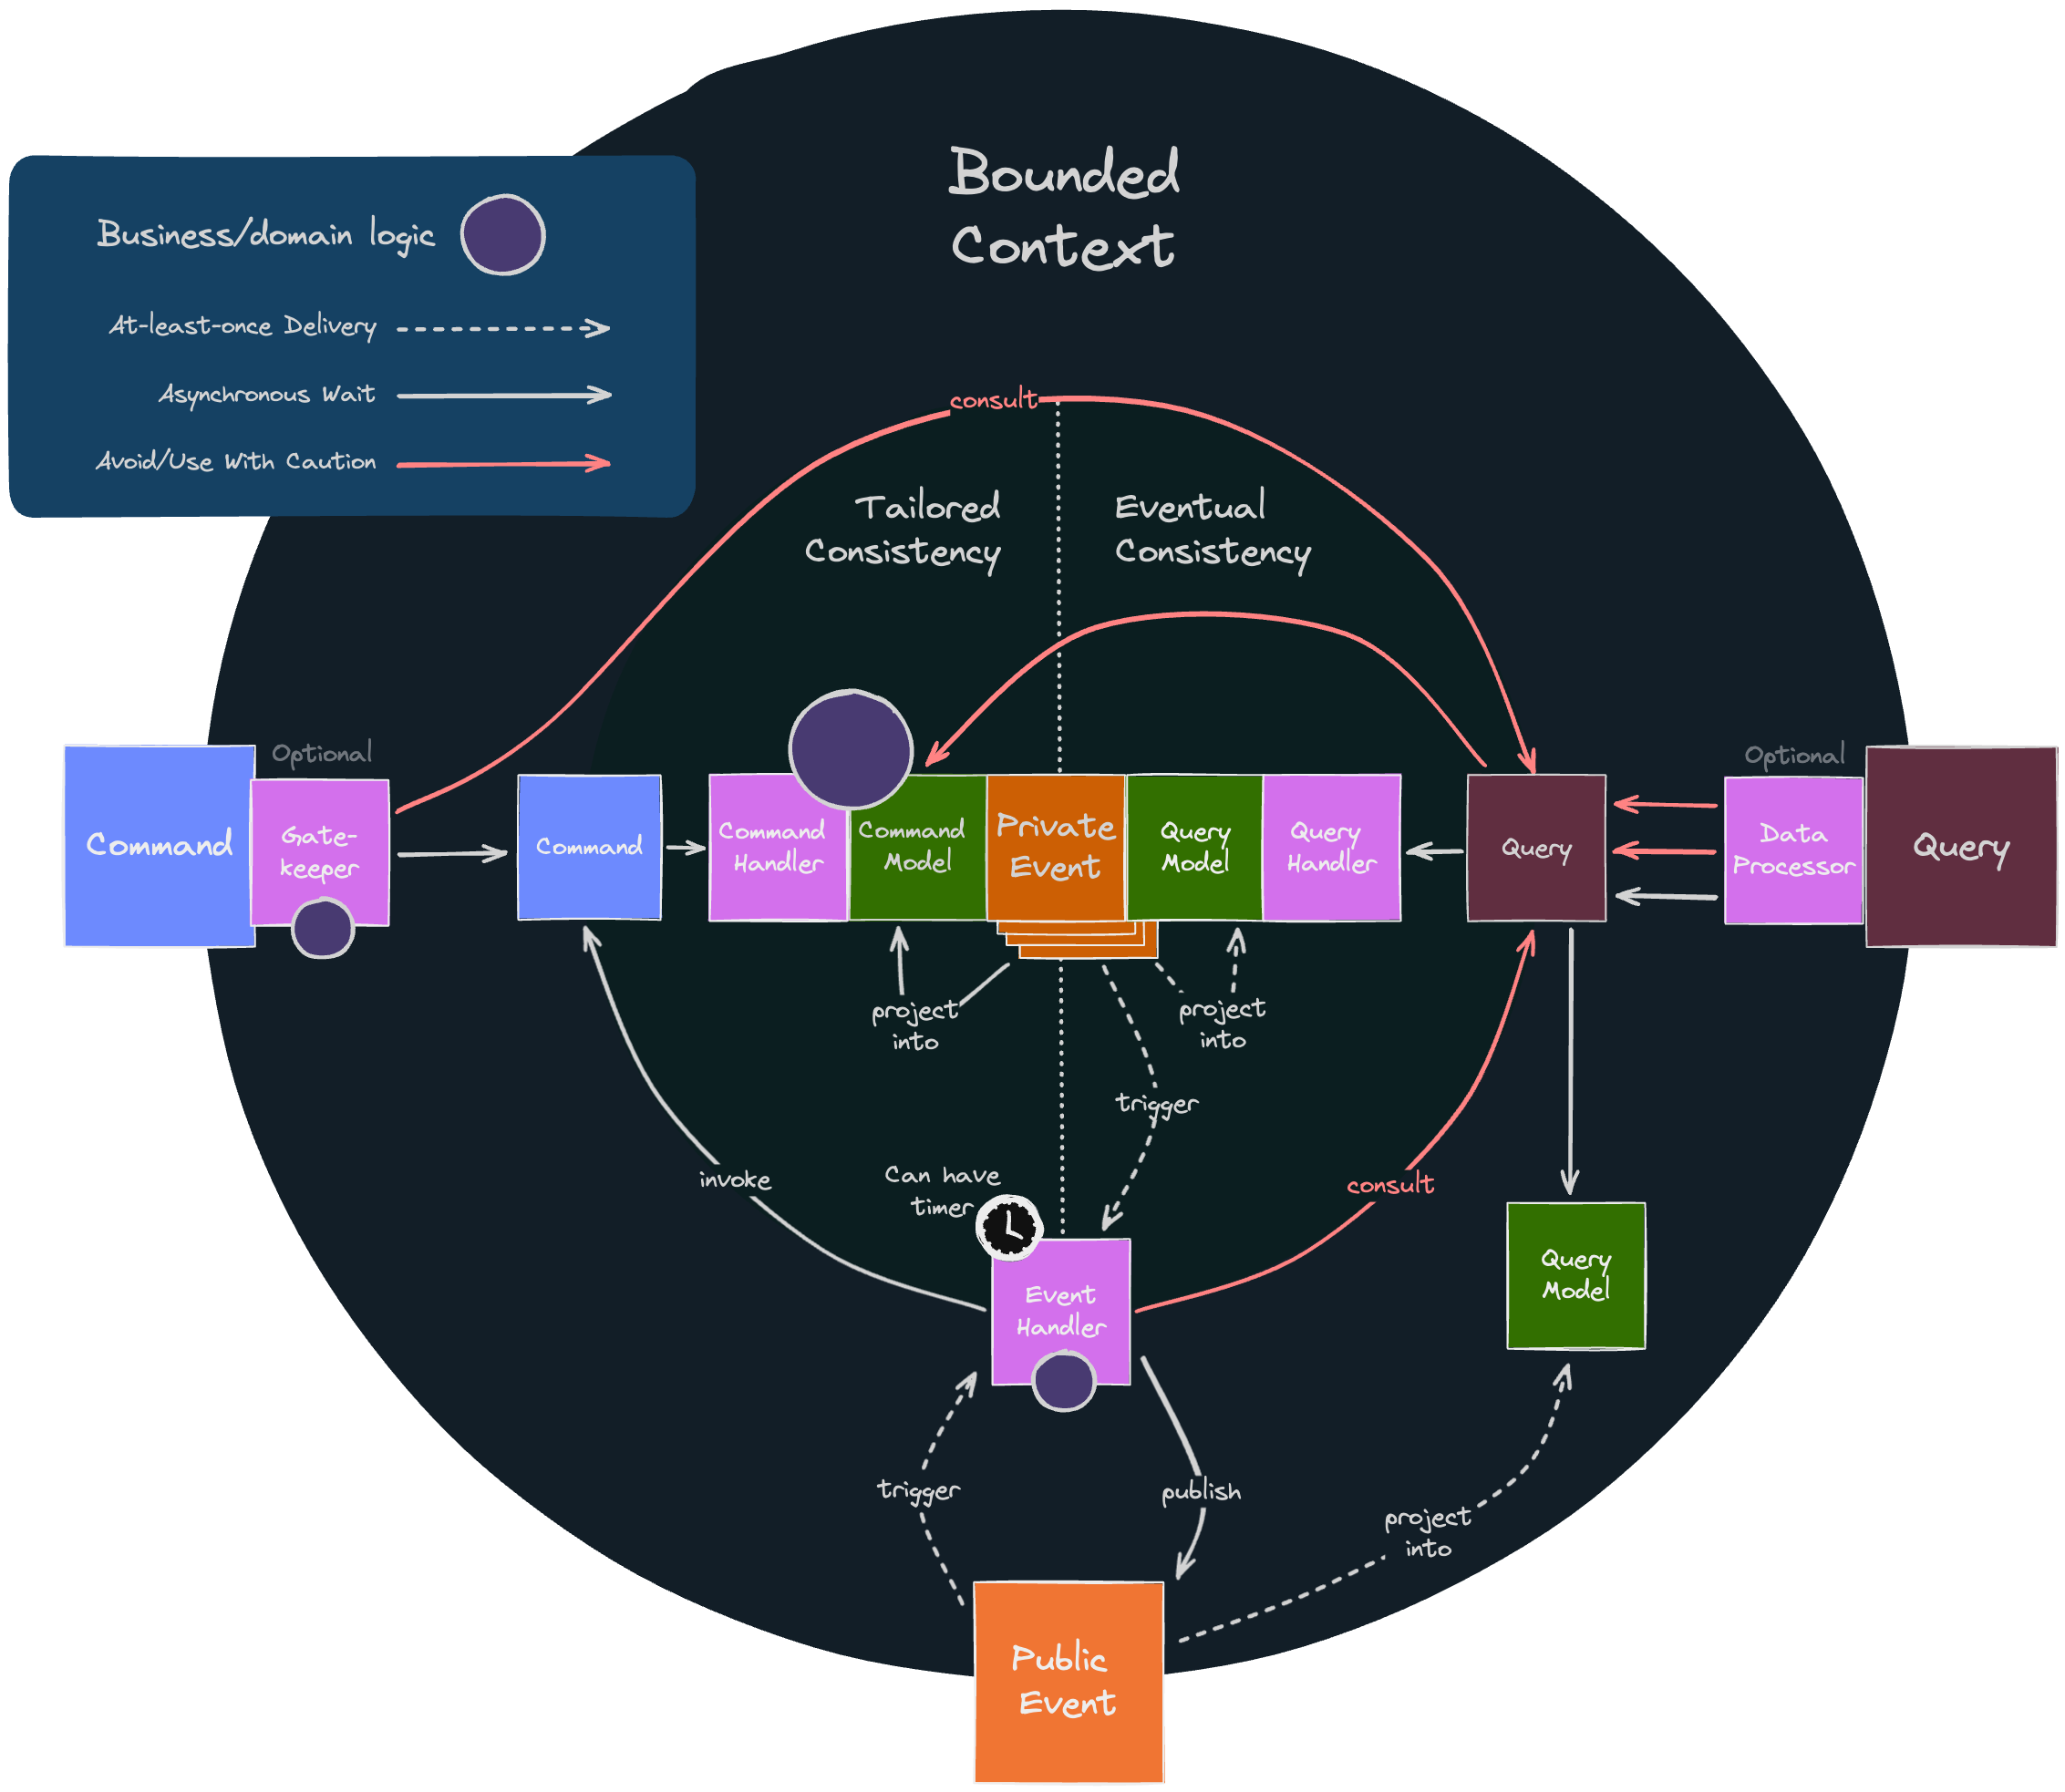 Bounded
Context
Business/domain logic
At-least-once Delivery
Asynchronous Wait
Avoid/Use With Caution
consult
Tailored
Consistency
Eventual
Consistency
Optional
Optional
Command
Gate-
keeper
Command
Command
Handler
Command
Model
Private
Event
Query
Model
Query
Handler
Query
Data
Processor
Query
project
into
project
into
trigger
invoke
Can have
timer
consult
Event
Handler
Query
Model
trigger
publish
project
into
Public
Event